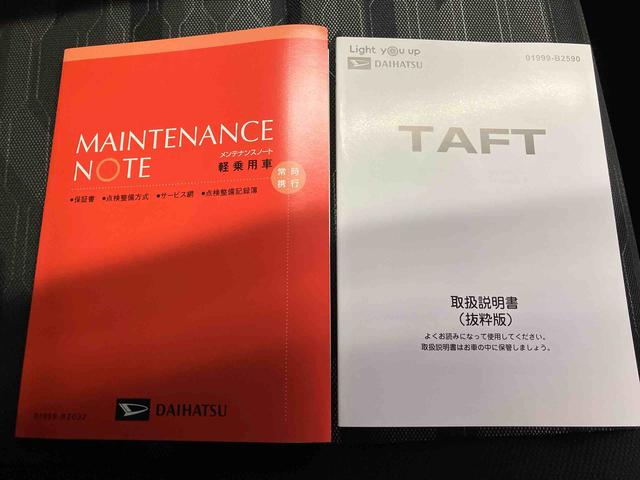 MAINTENANCE
NOTE
メンテナンスノート
軽乗用車
常時
携行
•保証書 •点検整備方式 •サービス網 •点検整備記録簿
01999-B2037
DAIHATSU
Light you up
DAIHATSU
01999-B2590
TAFT
取扱説明書
（抜粋版）
よくお読みになって使用してください。
取扱説明書はお車の中に保管しましょう。